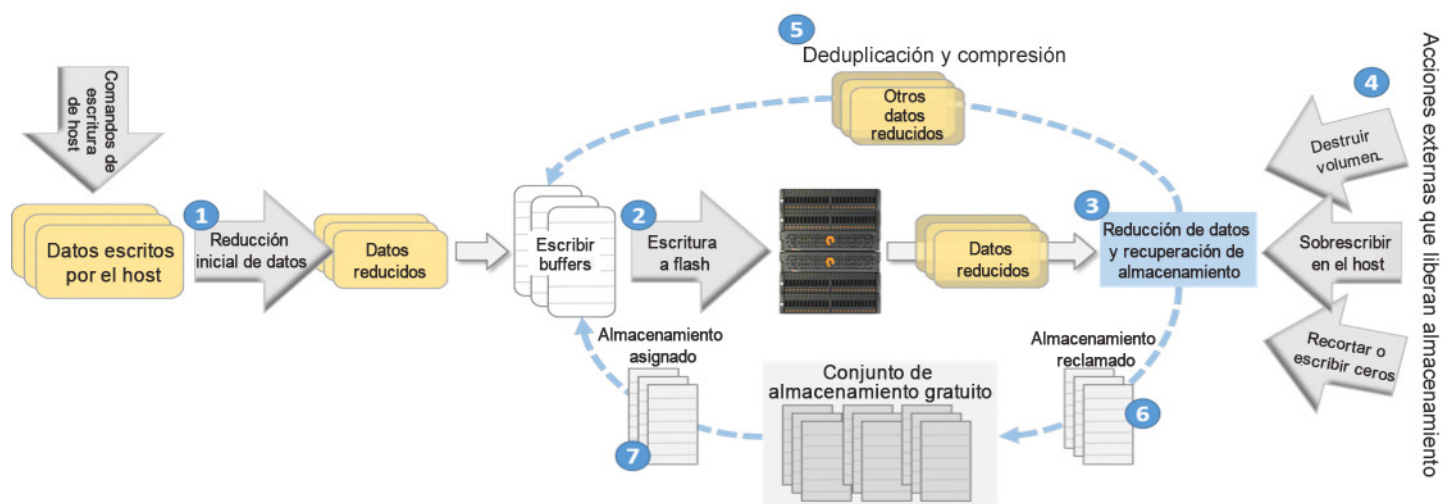 5
Deduplicación y compresión
Comandos de
escritura
de host
Otros
datos
reducidos
4
Acciones externas que liberan almacenamiento
Destruir
volumen.
1
Reducción
inicial de datos
Datos escritos
por el host
Datos
reducidos
Escribir
buffers
2
Escritura
a flash
Datos
reducidos
3
Reducción de datos
y recuperación de
almacenamiento
Sobrescribir
en el host
Recortar o
escribir ceros
Almacenamiento
asignado
7
Conjunto de
almacenamiento gratuito
Almacenamiento
reclamado
6